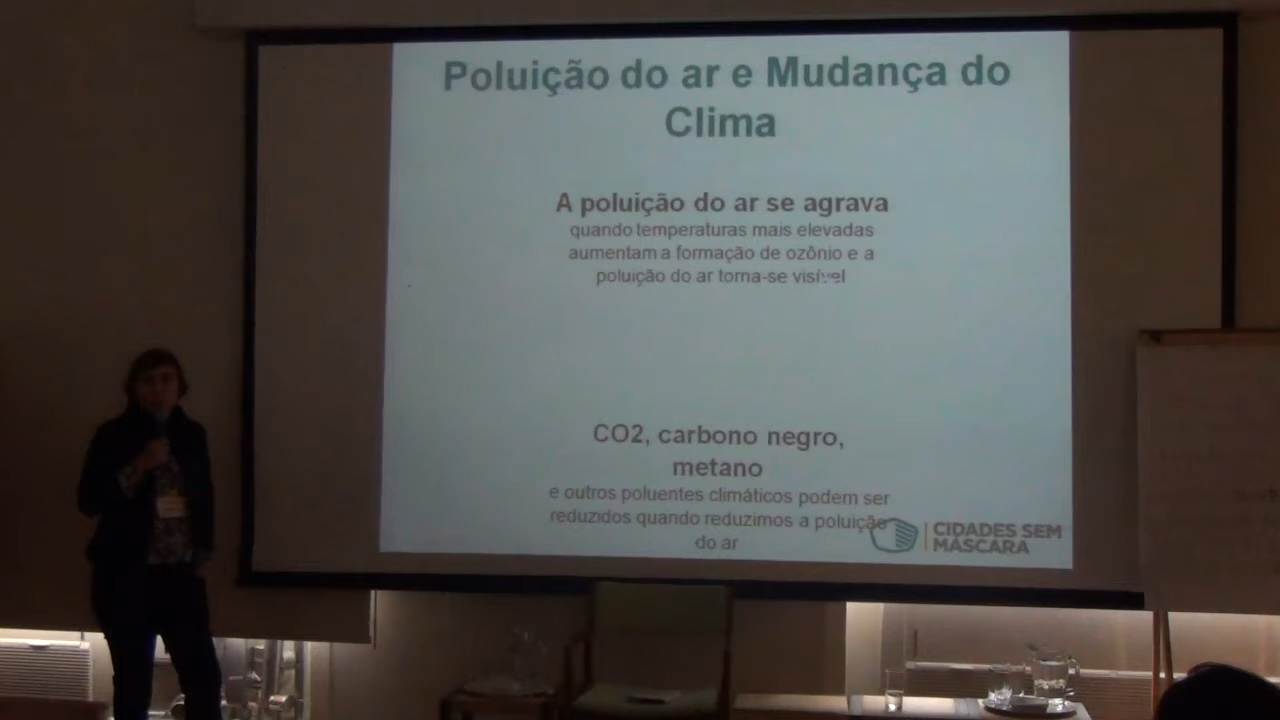 Poluição do ar e Mudança do
Clima
A poluição do ar se agrava
quando temperaturas mais elevadas
aumentam a formação de ozônio e a
poluição do ar torna-se visível
CO2, carbono negro,
metano
e outros poluentes climáticos podem ser
reduzidos quando reduzimos a poluição
do ar
CIDADES SEM
MÁSCARA